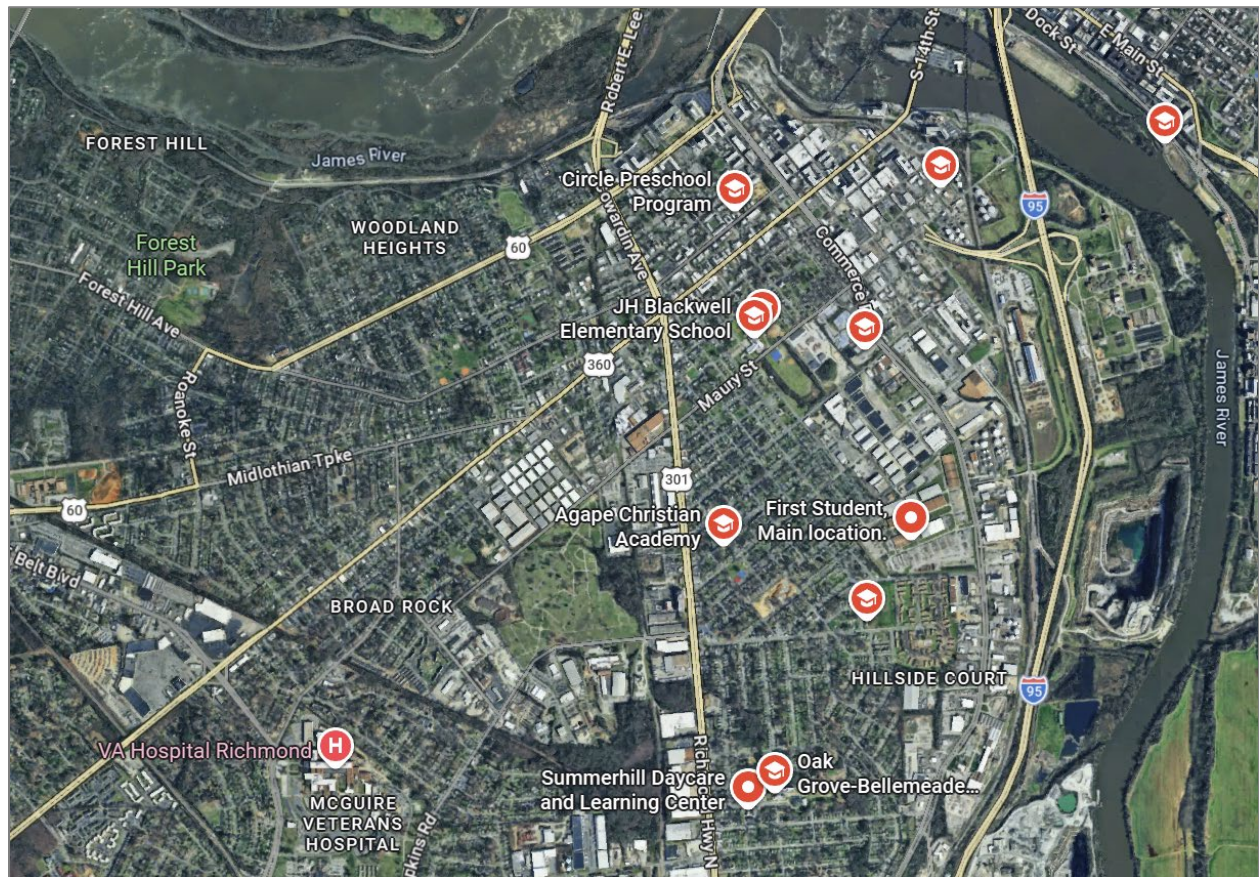 Dock St
E Main St
S 14th St
Robert E. Lee
FOREST HILL
James River
Circle Preschool
Program
Cowardin Ave
95
WOODLAND
HEIGHTS
60
Forest
Hill Park
Commerce
Forest Hill Ave
JH Blackwell
Elementary School
360
Maury St
James River
Roanoke St
Midlothian Tpke
301
60
First Student,
Main location.
Agape Christian
Academy
Belt Blvd
BROAD ROCK
HILLSIDE COURT
95
VA Hospital Richmond
H
Oak
Grove-Bellemeade...
Summerhill Daycare
and Learning Center
MCGUIRE
VETERANS
HOSPITAL
pkins Rd
Hwy N